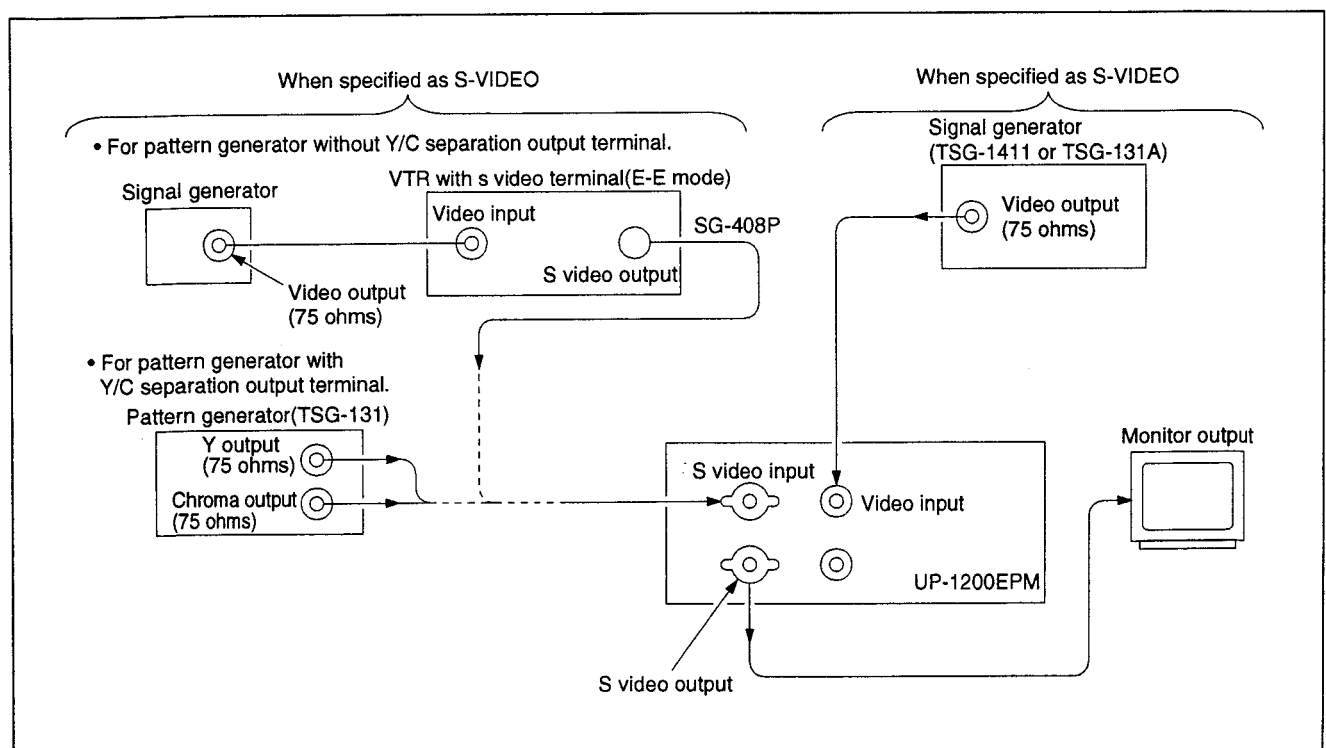 When specified as S-VIDEO
• For pattern generator without Y/C separation output terminal.
Signal generator
VTR with s video terminal(E-E mode)
Video input
SG-408P
S video output
Video output
(75 ohms)
• For pattern generator with
Y/C separation output terminal.
Pattern generator(TSG-131)
Y output
(75 ohms)
Chroma output
(75 ohms)
When specified as S-VIDEO
Signal generator
(TSG-1411 or TSG-131A)
Video output
(75 ohms)
S video input
Video input
UP-1200EPM
Monitor output
S video output